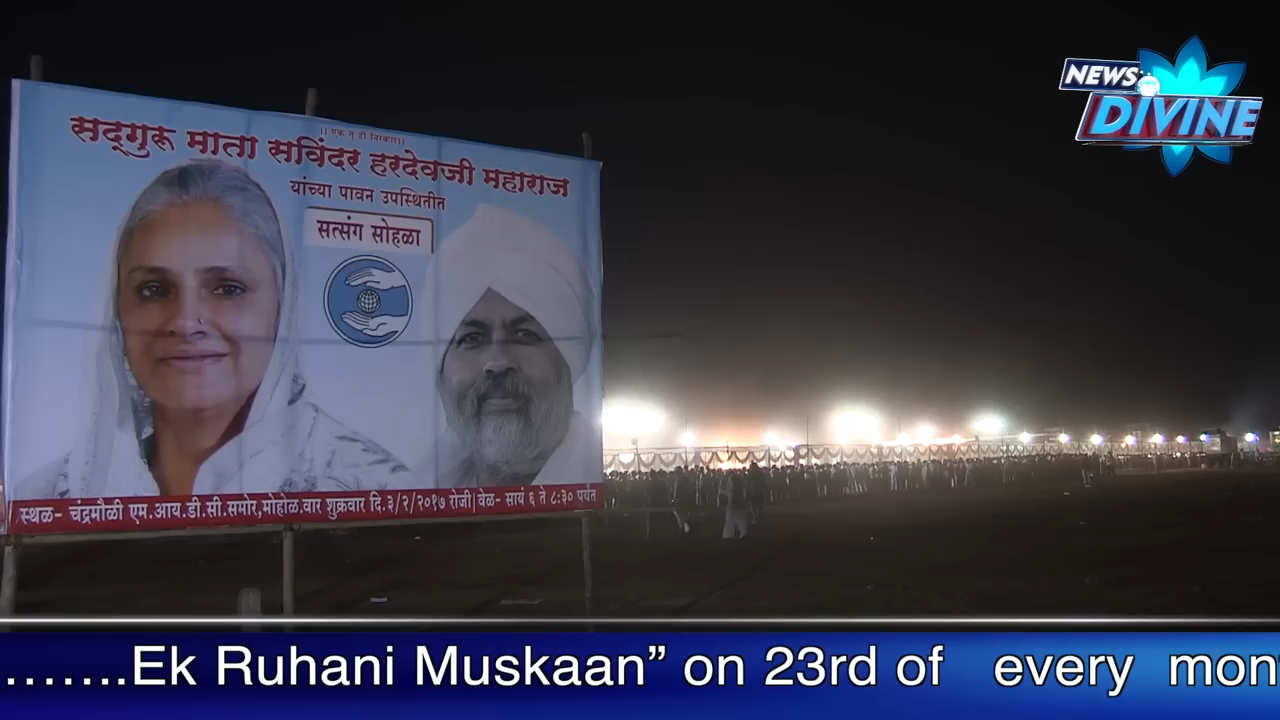 ।। एक तु ही निरंकार।।
सद्‌गुरू माता सविंदर हरदेवजी महाराज
यांच्या पावन उपस्थितीत
सत्संग सोहळा
स्थळ- चंद्रमौळी एम.आय.डी.सी.समोर,मोहोळ.वार शुक्रवार दि.३/२/२०१७ रोजी| वेळ- सायं ६ ते ८:३० पर्यंत
NEWS
DIVINE
…….Ek Ruhani Muskaan” on 23rd of every mon